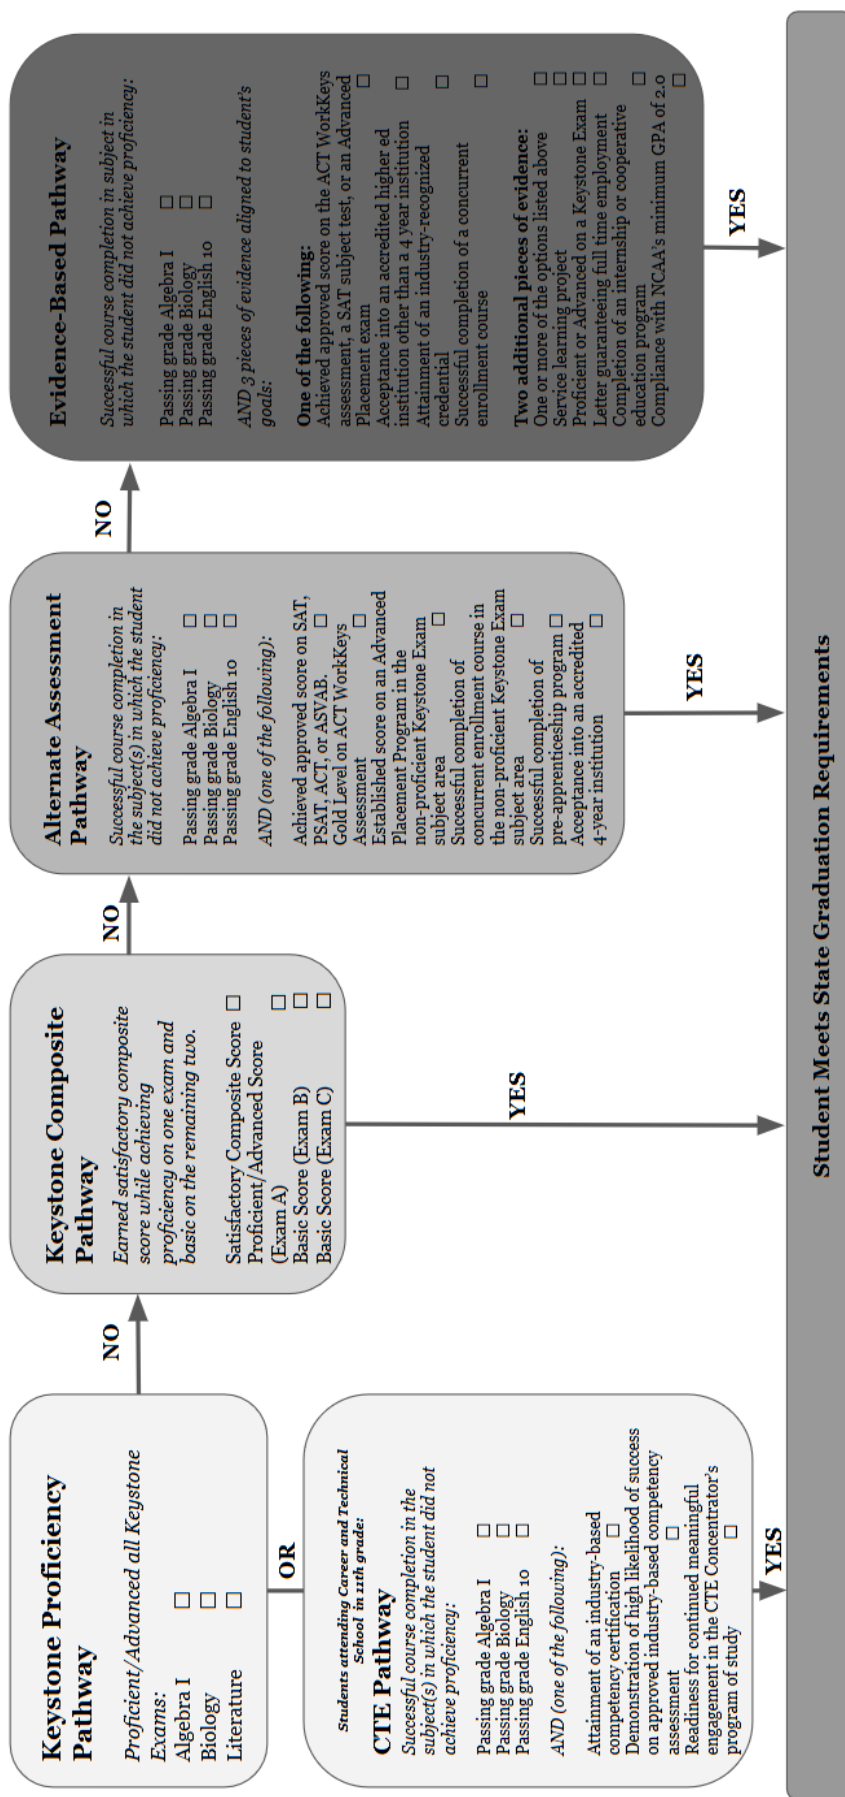 Keystone Proficiency
Pathway
Proficient/Advanced all Keystone
Exams:
Algebra I ☐
Biology ☐
Literature ☐
OR
Students attending Career and Technical
School in 11th grade:
CTE Pathway
Successful course completion in the
subject(s) in which the student did not
achieve proficiency:
Passing grade Algebra I ☐
Passing grade Biology ☐
Passing grade English 10 ☐
AND (one of the following):
Attainment of an industry-based
competency certification ☐
Demonstration of high likelihood of success
on approved industry-based competency
assessment ☐
Readiness for continued meaningful
engagement in the CTE Concentrator's
program of study ☐
YES
NO
Keystone Composite
Pathway
Earned satisfactory composite
score while achieving
proficiency on one exam and
basic on the remaining two.
Satisfactory Composite Score ☐
Proficient/Advanced Score
(Exam A) ☐
Basic Score (Exam B) ☐
Basic Score (Exam C) ☐
YES
NO
Alternate Assessment
Pathway
Successful course completion in
the subject(s) in which the student
did not achieve proficiency:
Passing grade Algebra I ☐
Passing grade Biology ☐
Passing grade English 10 ☐
AND (one of the following):
Achieved approved score on SAT,
PSAT, ACT, or ASVAB. ☐
Gold Level on ACT WorkKeys
Assessment ☐
Established score on an Advanced
Placement Program in the
non-proficient Keystone Exam
subject area ☐
Successful completion of
concurrent enrollment course in
the non-proficient Keystone Exam
subject area ☐
Successful completion of
pre-apprenticeship program ☐
Acceptance into an accredited
4-year institution ☐
YES
NO
Evidence-Based Pathway
Successful course completion in subject in
which the student did not achieve proficiency:
Passing grade Algebra I ☐
Passing grade Biology ☐
Passing grade English 10 ☐
AND 3 pieces of evidence aligned to student's
goals:
One of the following:
Achieved approved score on the ACT WorkKeys
assessment, a SAT subject test, or an Advanced
Placement exam ☐
Acceptance into an accredited higher ed
institution other than a 4 year institution ☐
Attainment of an industry-recognized
credential ☐
Successful completion of a concurrent
enrollment course ☐
Two additional pieces of evidence:
One or more of the options listed above ☐
Service learning project ☐
Proficient or Advanced on a Keystone Exam ☐
Letter guaranteeing full time employment ☐
Completion of an internship or cooperative
education program ☐
Compliance with NCAA's minimum GPA of 2.0 ☐
YES
Student Meets State Graduation Requirements